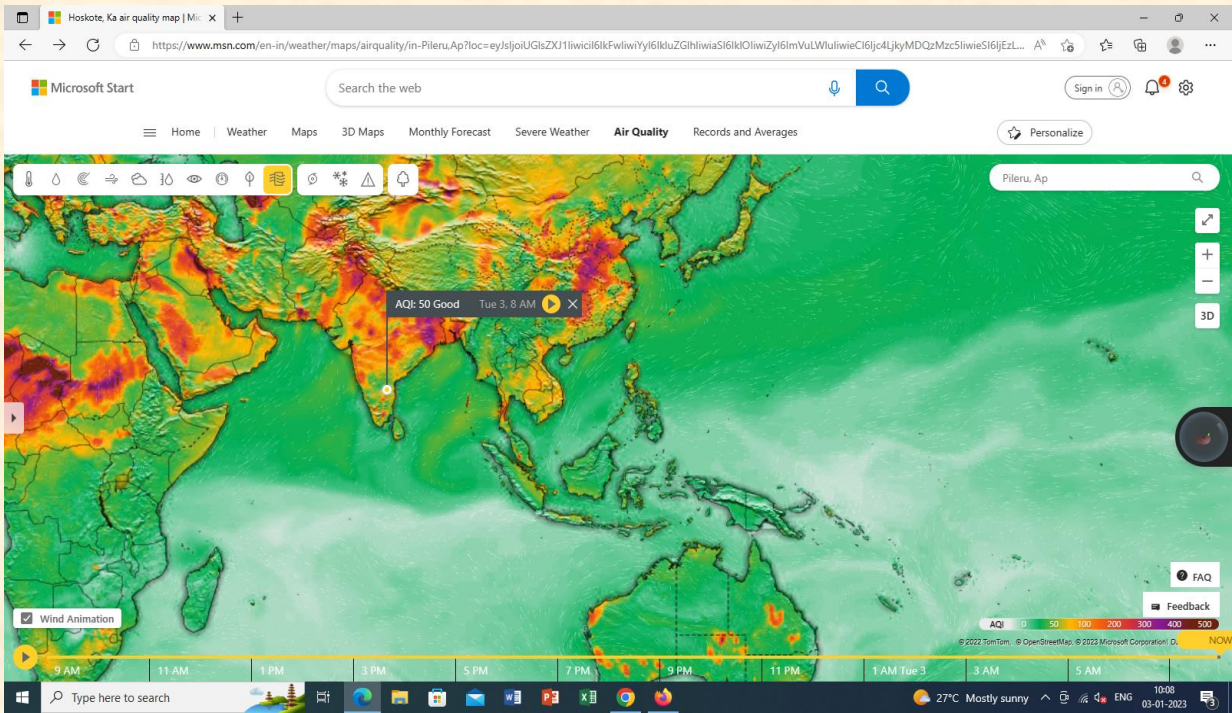 Hoskote, Ka air quality map | Mic
https://www.msn.com/en-in/weather/maps/airquality/in-Pileru,Ap?loc=
Microsoft Start
Search the web
Sign in
4
Home
Weather
Maps
3D Maps
Monthly Forecast
Severe Weather
Air Quality
Records and Averages
Personalize
Pileru, Ap
AQI: 50 Good Tue 3, 8 AM
3D
FAQ
Feedback
Wind Animation
AQI 0 50 100 200 300 400 500
© 2022 TomTom, © OpenStreetMap, © 2023 Microsoft Corporation
NOW
9 AM 11 AM 1 PM 3 PM 5 PM 7 PM 9 PM 11 PM 1 AM Tue 3 3 AM 5 AM
Type here to search
27°C Mostly sunny
ENG
10:08
03-01-2023
3